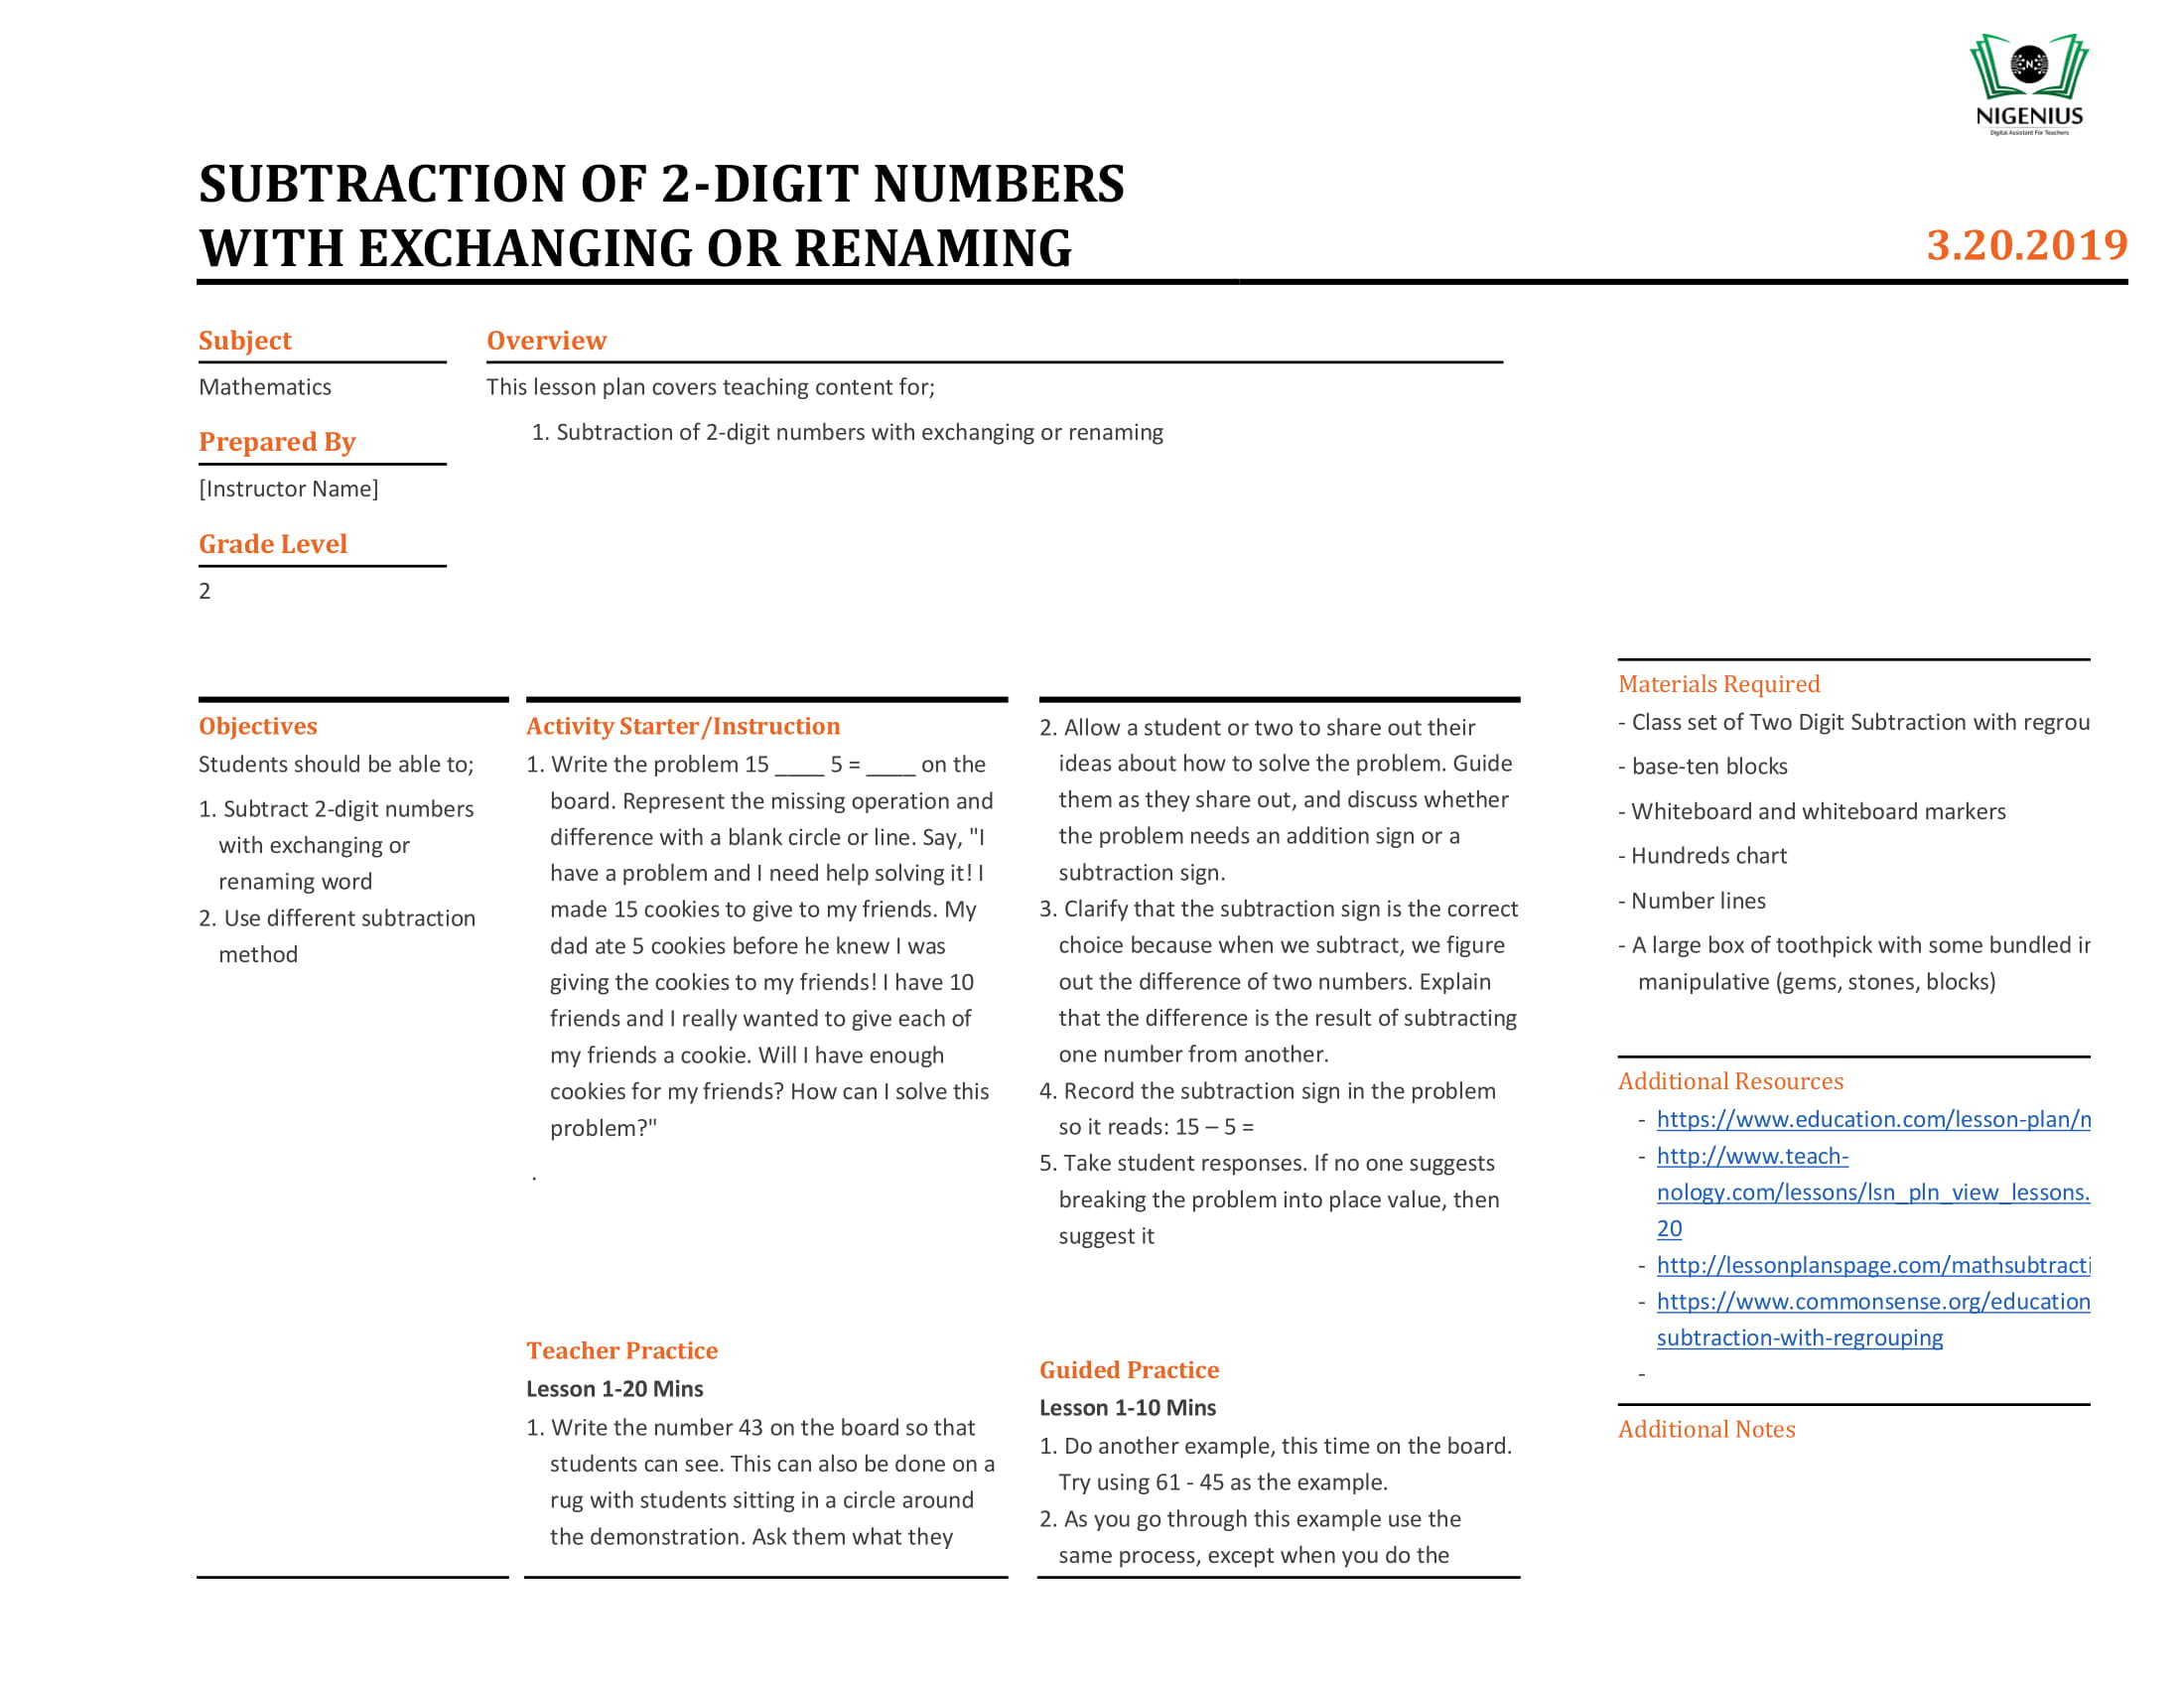 NIGENIUS
Digital Assistant For Teachers
SUBTRACTION OF 2-DIGIT NUMBERS
WITH EXCHANGING OR RENAMING
3.20.2019
Subject
Mathematics
Prepared By
[Instructor Name]
Grade Level
2
Overview
This lesson plan covers teaching content for;
1. Subtraction of 2-digit numbers with exchanging or renaming
Objectives
Students should be able to;
1. Subtract 2-digit numbers
with exchanging or
renaming word
2. Use different subtraction
method
Activity Starter/Instruction
1. Write the problem 15 ____ 5 = ____ on the
board. Represent the missing operation and
difference with a blank circle or line. Say, "I
have a problem and I need help solving it! I
made 15 cookies to give to my friends. My
dad ate 5 cookies before he knew I was
giving the cookies to my friends! I have 10
friends and I really wanted to give each of
my friends a cookie. Will I have enough
cookies for my friends? How can I solve this
problem?"
.
Teacher Practice
Lesson 1-20 Mins
1. Write the number 43 on the board so that
students can see. This can also be done on a
rug with students sitting in a circle around
the demonstration. Ask them what they
2. Allow a student or two to share out their
ideas about how to solve the problem. Guide
them as they share out, and discuss whether
the problem needs an addition sign or a
subtraction sign.
3. Clarify that the subtraction sign is the correct
choice because when we subtract, we figure
out the difference of two numbers. Explain
that the difference is the result of subtracting
one number from another.
4. Record the subtraction sign in the problem
so it reads: 15 – 5 =
5. Take student responses. If no one suggests
breaking the problem into place value, then
suggest it
Guided Practice
Lesson 1-10 Mins
1. Do another example, this time on the board.
Try using 61 - 45 as the example.
2. As you go through this example use the
same process, except when you do the
Materials Required
- Class set of Two Digit Subtraction with regrou
- base-ten blocks
- Whiteboard and whiteboard markers
- Hundreds chart
- Number lines
- A large box of toothpick with some bundled
manipulative (gems, stones, blocks)
Additional Resources
- https://www.education.com/lesson-plan/
- http://www.teach-
nology.com/lessons/lsn_pln_view_lessons.
20
- http://lessonplanspage.com/mathsubtracti
- https://www.commonsense.org/education
subtraction-with-regrouping
-
Additional Notes